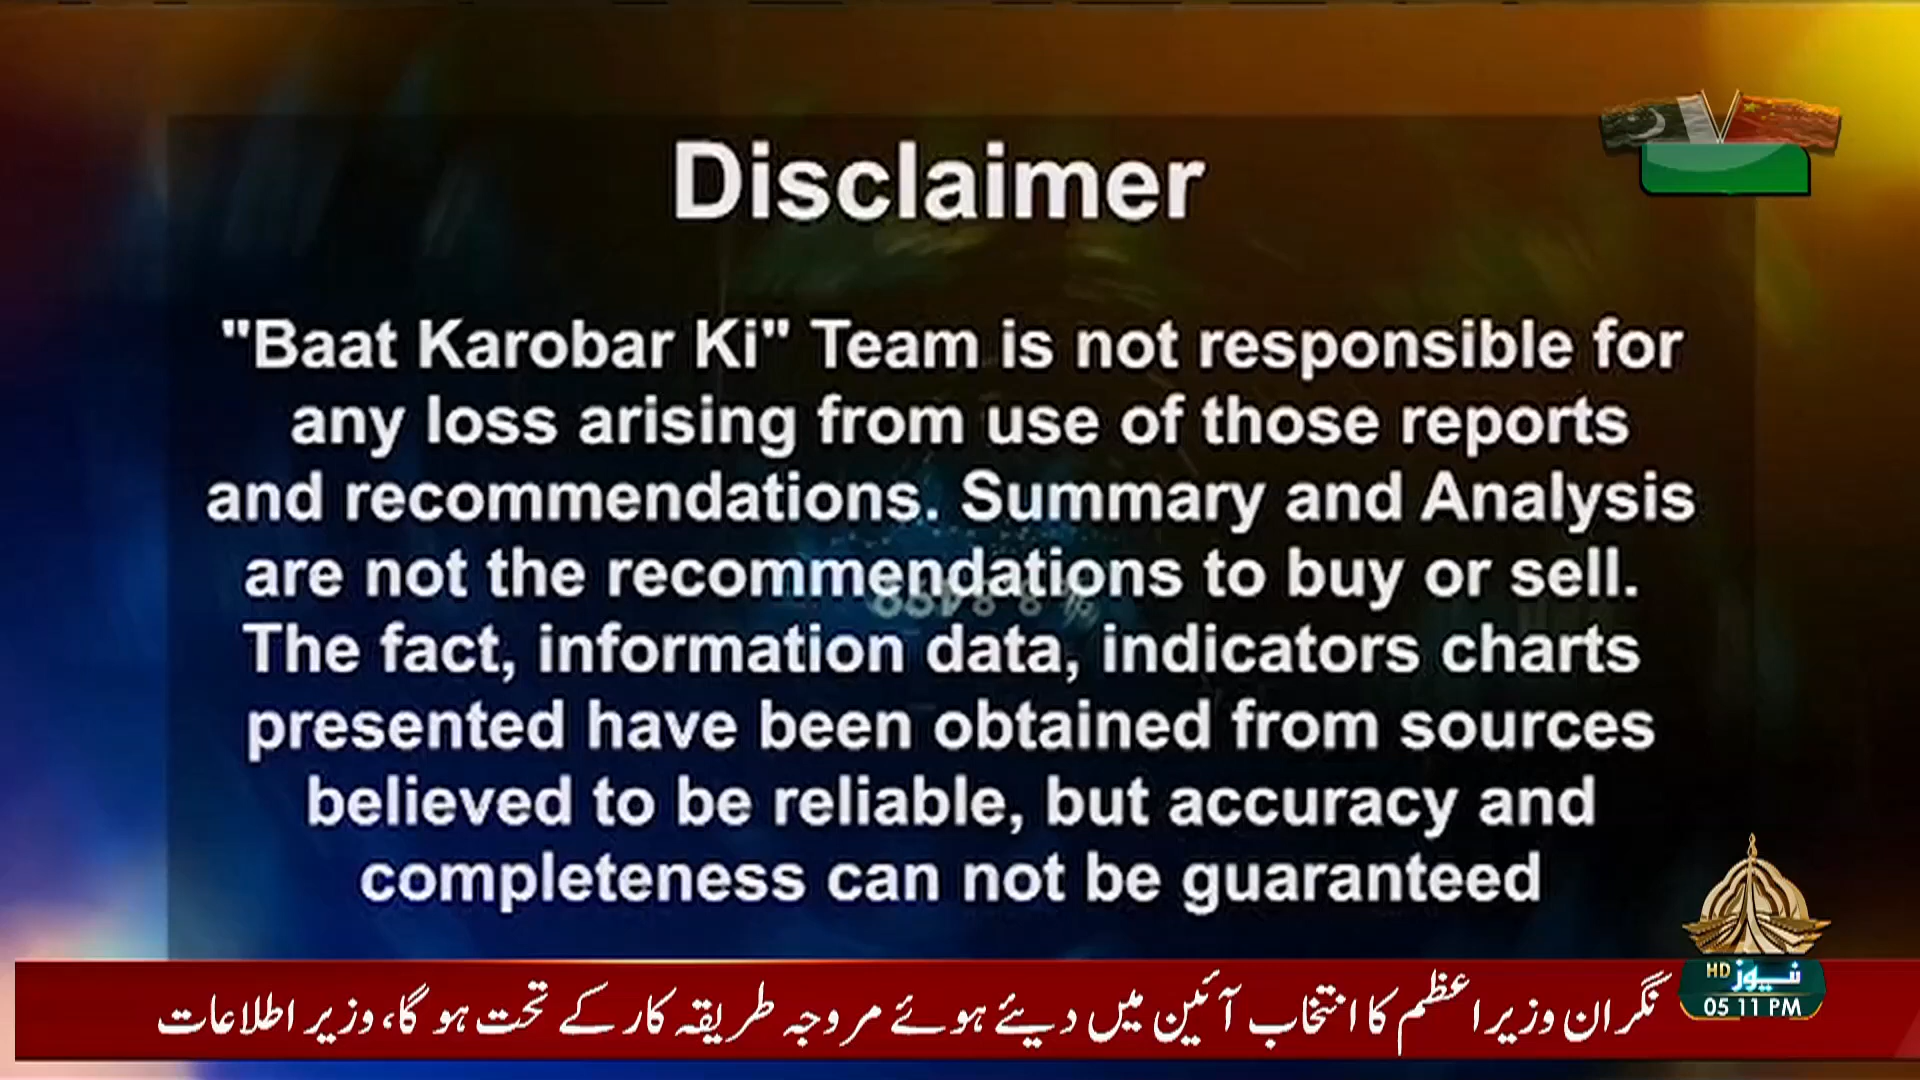 Disclaimer
"Baat Karobar Ki" Team is not responsible for
any loss arising from use of those reports
and recommendations. Summary and Analysis
are not the recommendations to buy or sell.
The fact, information data, indicators charts
presented have been obtained from sources
believed to be reliable, but accuracy and
completeness can not be guaranteed
نیوز HD
05 11 PM
نگران وزیراعظم کا انتخاب آئین میں دیئے ہوئے مروجہ طریقہ کار کے تحت ہو گا، وزیر اطلاعات